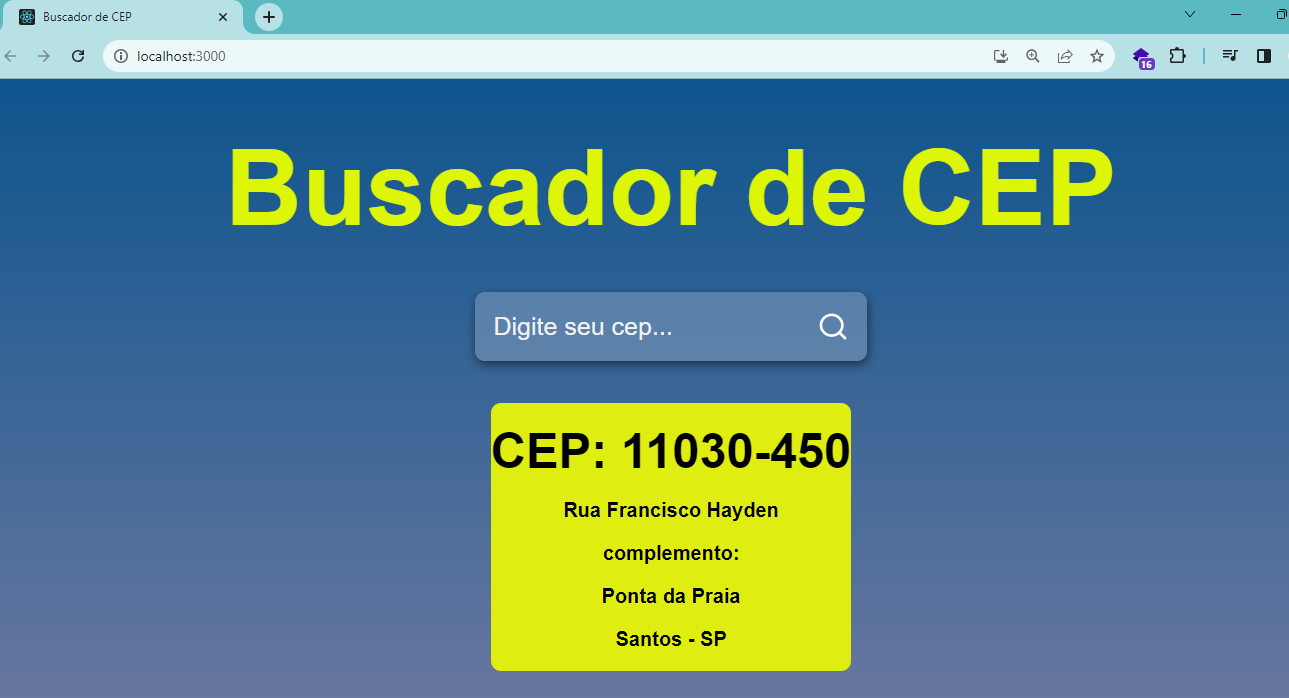 Buscador de CEP
localhost:3000
16
Buscador de CEP
Digite seu cep...
CEP: 11030-450
Rua Francisco Hayden
complemento:
Ponta da Praia
Santos - SP